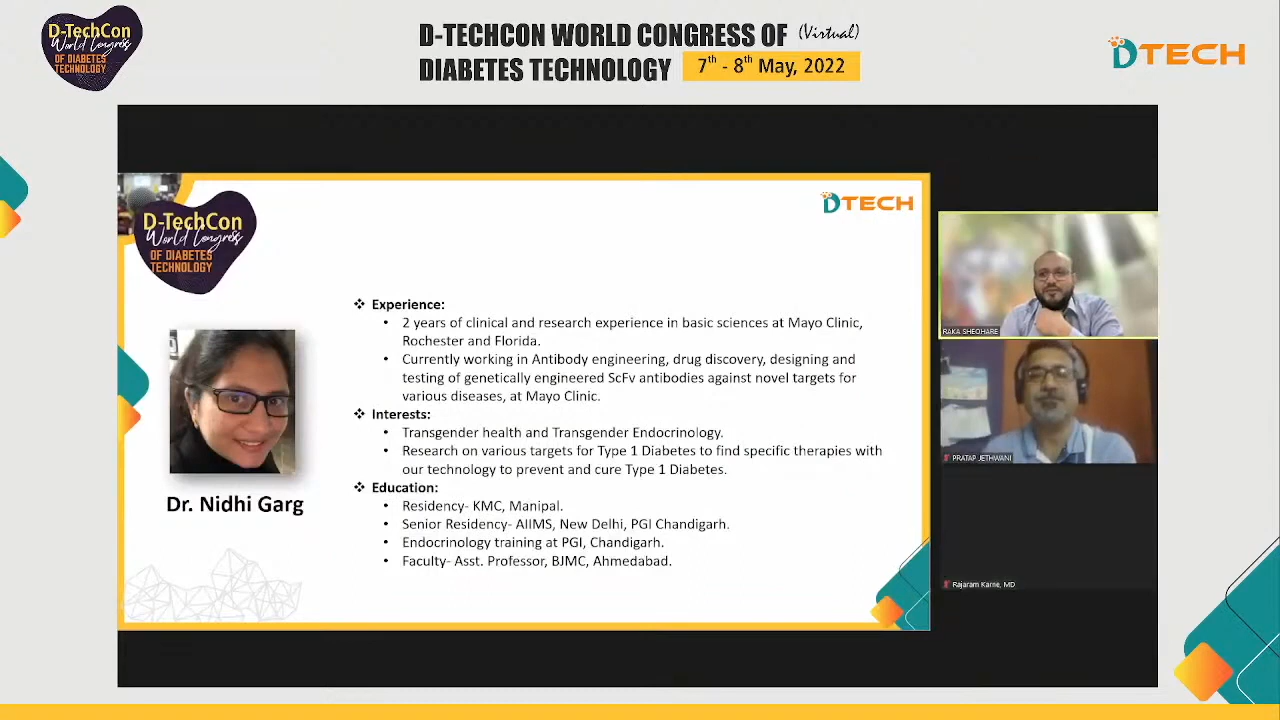 D-TechCon
World Congress
OF DIABETES
TECHNOLOGY
D-TECHCON WORLD CONGRESS OF (Virtual)
DIABETES TECHNOLOGY 7th - 8th May, 2022
DTECH
D-TechCon
World Congress
OF DIABETES
TECHNOLOGY
DTECH
Dr. Nidhi Garg
❖ Experience:
• 2 years of clinical and research experience in basic sciences at Mayo Clinic,
Rochester and Florida.
• Currently working in Antibody engineering, drug discovery, designing and
testing of genetically engineered ScFv antibodies against novel targets for
various diseases, at Mayo Clinic.
❖ Interests:
• Transgender health and Transgender Endocrinology.
• Research on various targets for Type 1 Diabetes to find specific therapies with
our technology to prevent and cure Type 1 Diabetes.
❖ Education:
• Residency- KMC, Manipal.
• Senior Residency- AIIMS, New Delhi, PGI Chandigarh.
• Endocrinology training at PGI, Chandigarh.
• Faculty- Asst. Professor, BJMC, Ahmedabad.
RAKA SHEOHARE
PRATAP JETHWANI
Rajaram Karne, MD